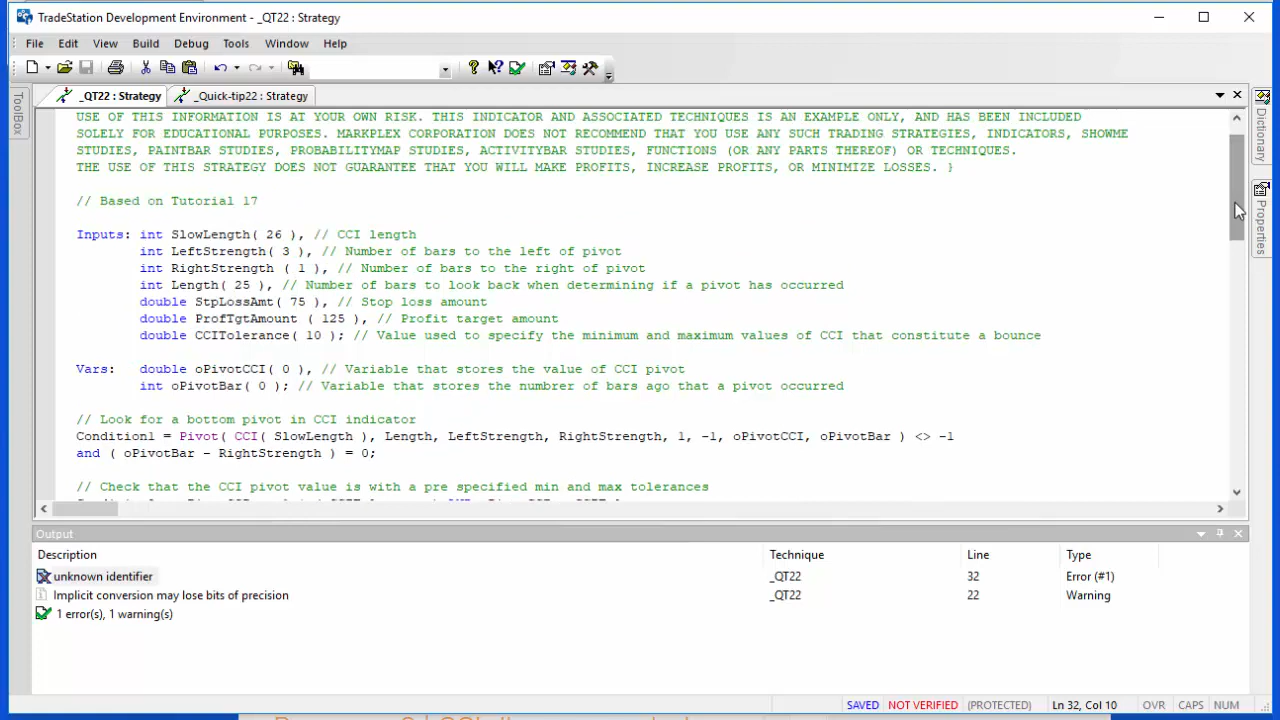 TradeStation Development Environment - _QT22 : Strategy
File Edit View Build Debug Tools Window Help
_QT22 : Strategy _Quick-tip22 : Strategy
ToolBox
Dictionary
Properties
USE OF THIS INFORMATION IS AT YOUR OWN RISK. THIS INDICATOR AND ASSOCIATED TECHNIQUES IS AN EXAMPLE ONLY, AND HAS BEEN INCLUDED
SOLELY FOR EDUCATIONAL PURPOSES. MARKPLEX CORPORATION DOES NOT RECOMMEND THAT YOU USE ANY SUCH TRADING STRATEGIES, INDICATORS, SHOWME
STUDIES, PAINTBAR STUDIES, PROBABILITYMAP STUDIES, ACTIVITYBAR STUDIES, FUNCTIONS (OR ANY PARTS THEREOF) OR TECHNIQUES.
THE USE OF THIS STRATEGY DOES NOT GUARANTEE THAT YOU WILL MAKE PROFITS, INCREASE PROFITS, OR MINIMIZE LOSSES. }
// Based on Tutorial 17
Inputs: int SlowLength( 26 ), // CCI length
int LeftStrength( 3 ), // Number of bars to the left of pivot
int RightStrength ( 1 ), // Number of bars to the right of pivot
int Length( 25 ), // Number of bars to look back when determining if a pivot has occurred
double StpLossAmt( 75 ), // Stop loss amount
double ProfTgtAmount ( 125 ), // Profit target amount
double CCITolerance( 10 ); // Value used to specify the minimum and maximum values of CCI that constitute a bounce
Vars: double oPivotCCI( 0 ), // Variable that stores the value of CCI pivot
int oPivotBar( 0 ); // Variable that stores the numbrer of bars ago that a pivot occurred
// Look for a bottom pivot in CCI indicator
Condition1 = Pivot( CCI( SlowLength ), Length, LeftStrength, RightStrength, 1, -1, oPivotCCI, oPivotBar ) <> -1
and ( oPivotBar - RightStrength ) = 0;
// Check that the CCI pivot value is with a pre specified min and max tolerances
Output
Description Technique Line Type
unknown identifier _QT22 32 Error (#1)
Implicit conversion may lose bits of precision _QT22 22 Warning
1 error(s), 1 warning(s)
SAVED NOT VERIFIED (PROTECTED) Ln 32, Col 10 OVR CAPS NUM